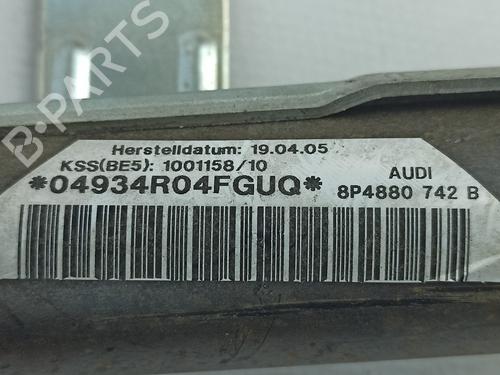 B-PARTS
Herstelldatum: 19.04.05
KSS(BE5): 1001158/10
*04934R04FGUQ*
AUDI
8P4880 742 B